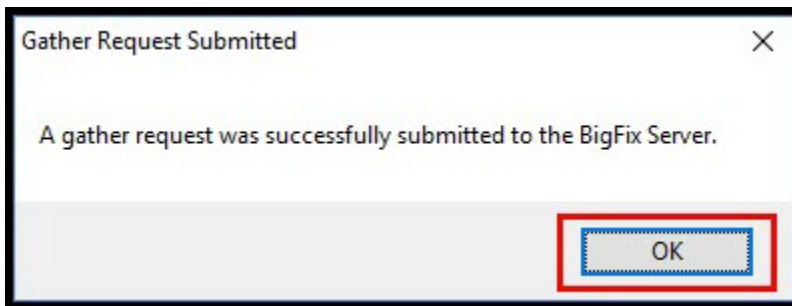 Gather Request Submitted
A gather request was successfully submitted to the BigFix Server.
OK